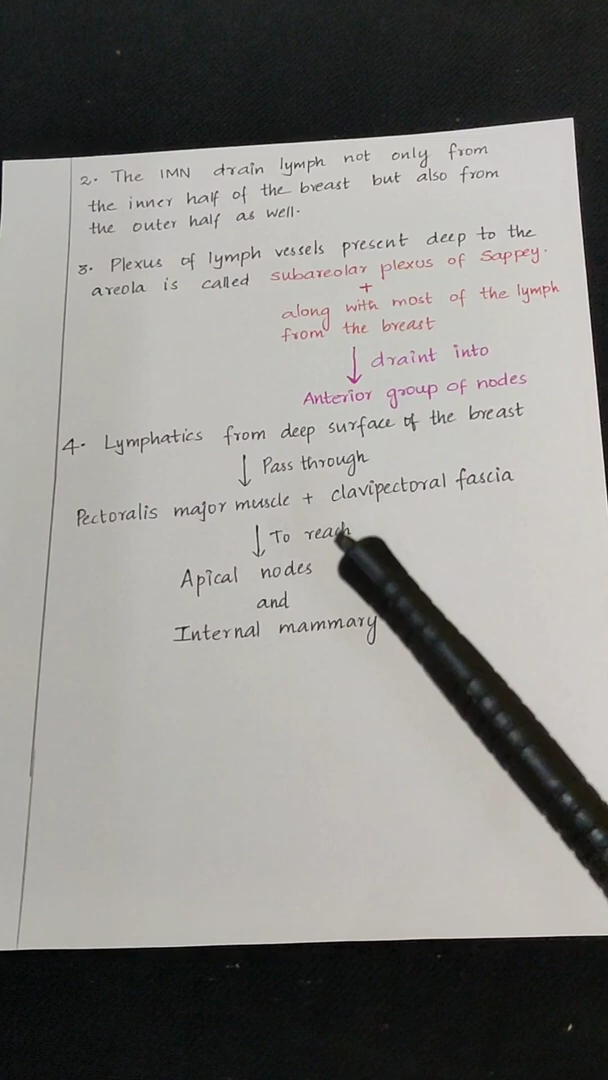 2. The IMN drain lymph not only from
the inner half of the breast but also from
the outer half as well.
3. Plexus of lymph vessels present deep to the
areola is called subareolar plexus of Sappey.
+
along with most of the lymph
from the breast
↓ draint into
Anterior group of nodes
4. Lymphatics from deep surface of the breast
↓ Pass through
Pectoralis major muscle + clavipectoral fascia
↓ To reach
Apical nodes
and
Internal mammary